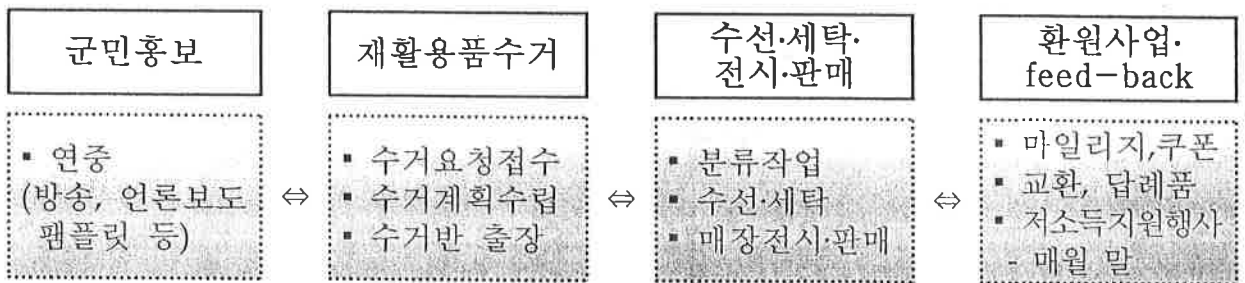 군민홍보
재활용품수거
수선·세탁·
전시·판매
환원사업·
feed-back
▪ 연중
(방송, 언론보도
팸플릿 등)
⇔
▪ 수거요청접수
▪ 수거계획수립
▪ 수거반 출장
⇔
▪ 분류작업
▪ 수선·세탁
▪ 매장전시·판매
⇔
▪ 마일리지,쿠폰
▪ 교환, 답례품
▪ 저소득지원행사
- 매월 말